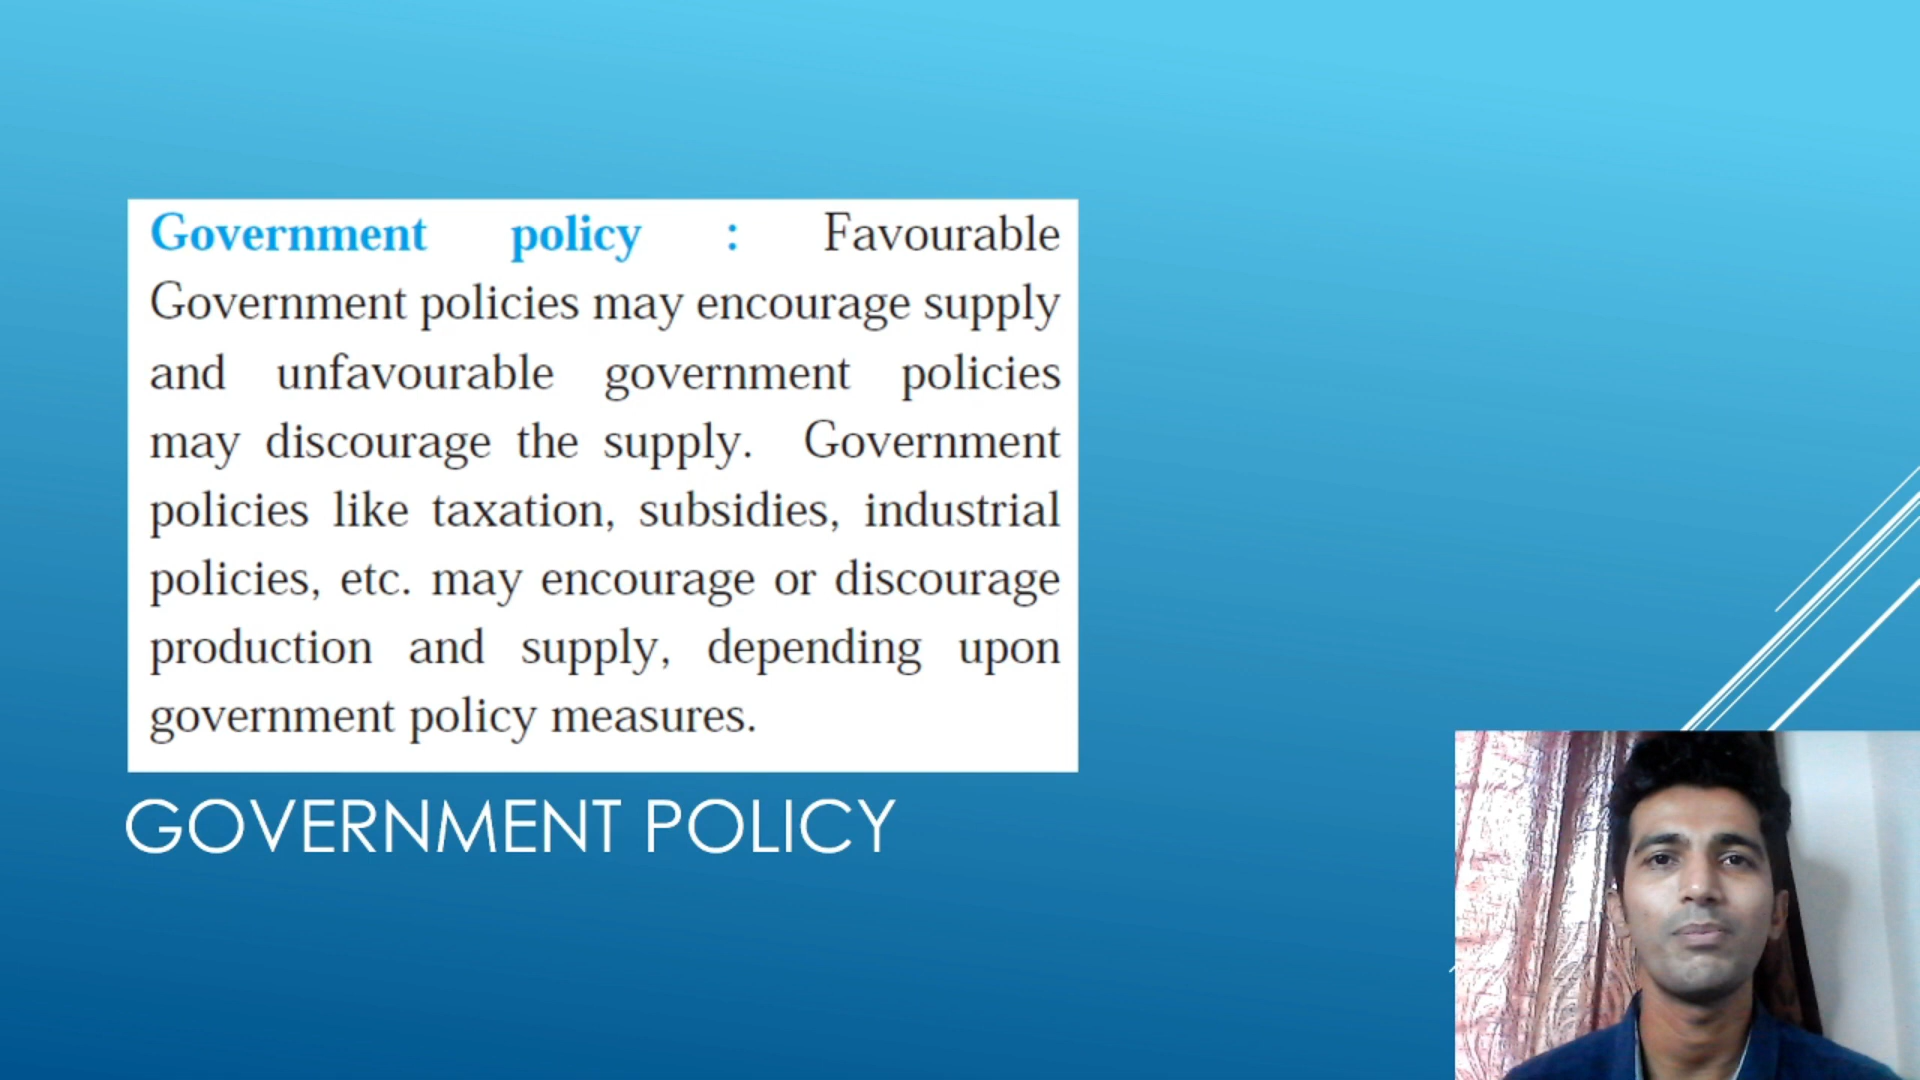 Government policy : Favourable
Government policies may encourage supply
and unfavourable government policies
may discourage the supply. Government
policies like taxation, subsidies, industrial
policies, etc. may encourage or discourage
production and supply, depending upon
government policy measures.
GOVERNMENT POLICY